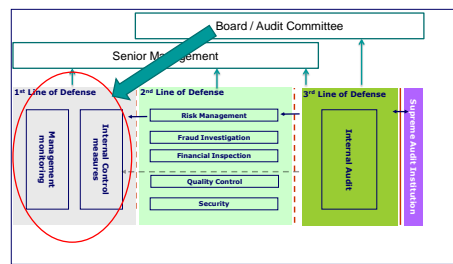 Board / Audit Committee
Senior Management
1st Line of Defense
2nd Line of Defense
3rd Line of Defense
Management
monitoring
Internal Control
measures
Risk Management
Fraud Investigation
Financial Inspection
Quality Control
Security
Internal Audit
Supreme Audit Institution